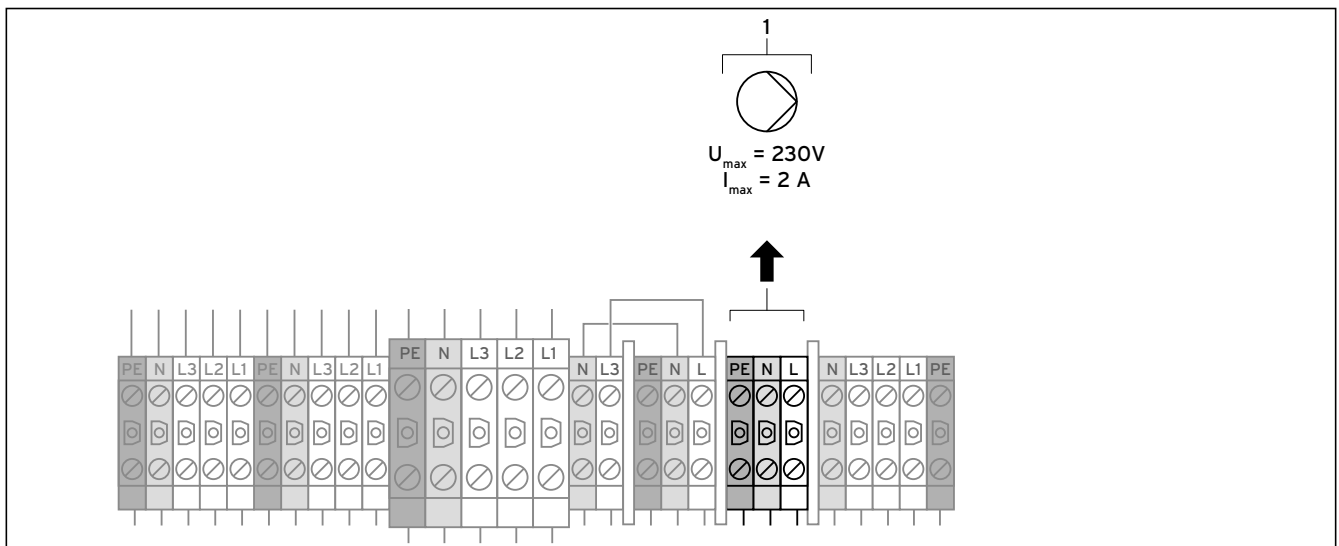 1
Umax = 230V
Imax = 2 A
PE N L3 L2 L1
PE N L3 L2 L1 PE N L3 L2 L1 N L3 PE N L PE N L N L3 L2 L1 PE